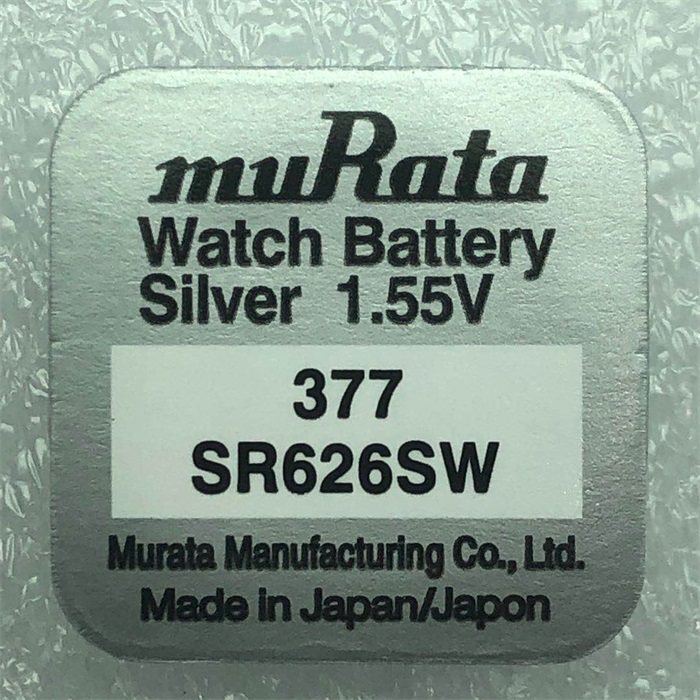 muRata
Watch Battery
Silver 1.55V
377
SR626SW
Murata Manufacturing Co., Ltd.
Made in Japan/Japon